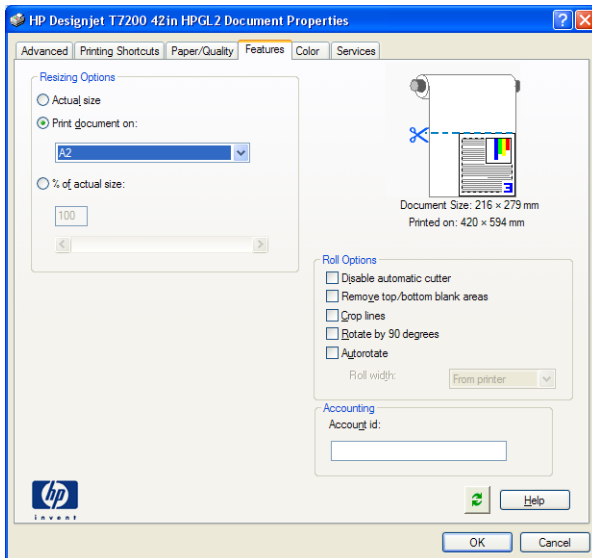 HP Designjet T7200 42in HPGL2 Document Properties
Advanced Printing Shortcuts Paper/Quality Features Color Services
Resizing Options
Actual size
Print document on:
A2
% of actual size:
100
3
Document Size: 216 × 279 mm
Printed on: 420 × 594 mm
Roll Options
Disable automatic cutter
Remove top/bottom blank areas
Crop lines
Rotate by 90 degrees
Autorotate
Roll width: From printer
Accounting
Account id:
hp
invent
Help
OK Cancel